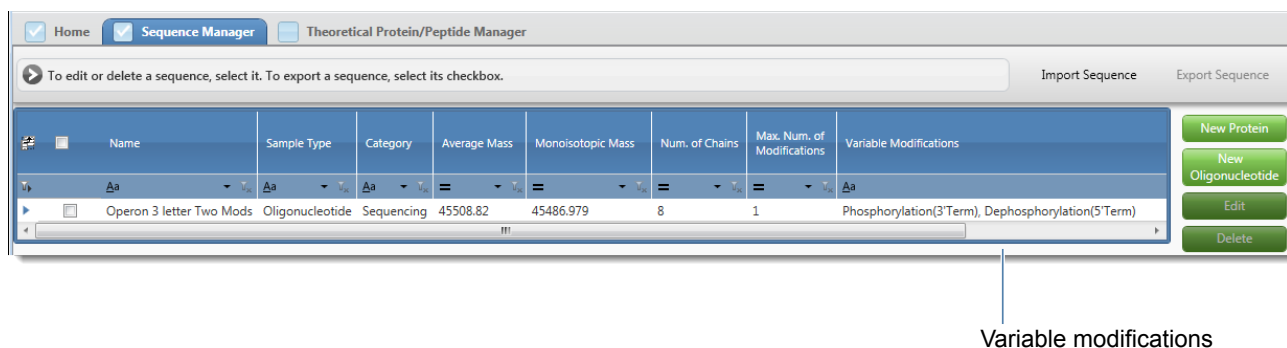 Home Sequence Manager Theoretical Protein/Peptide Manager
To edit or delete a sequence, select it. To export a sequence, select its checkbox. Import Sequence Export Sequence
Name Sample Type Category Average Mass Monoisotopic Mass Num. of Chains Max. Num. of Modifications Variable Modifications
New Protein
New Oligonucleotide
Aa Aa Aa = = = = Aa
Edit
Operon 3 letter Two Mods Oligonucleotide Sequencing 45508.82 45486.979 8 1 Phosphorylation(3'Term), Dephosphorylation(5'Term)
Delete
Variable modifications